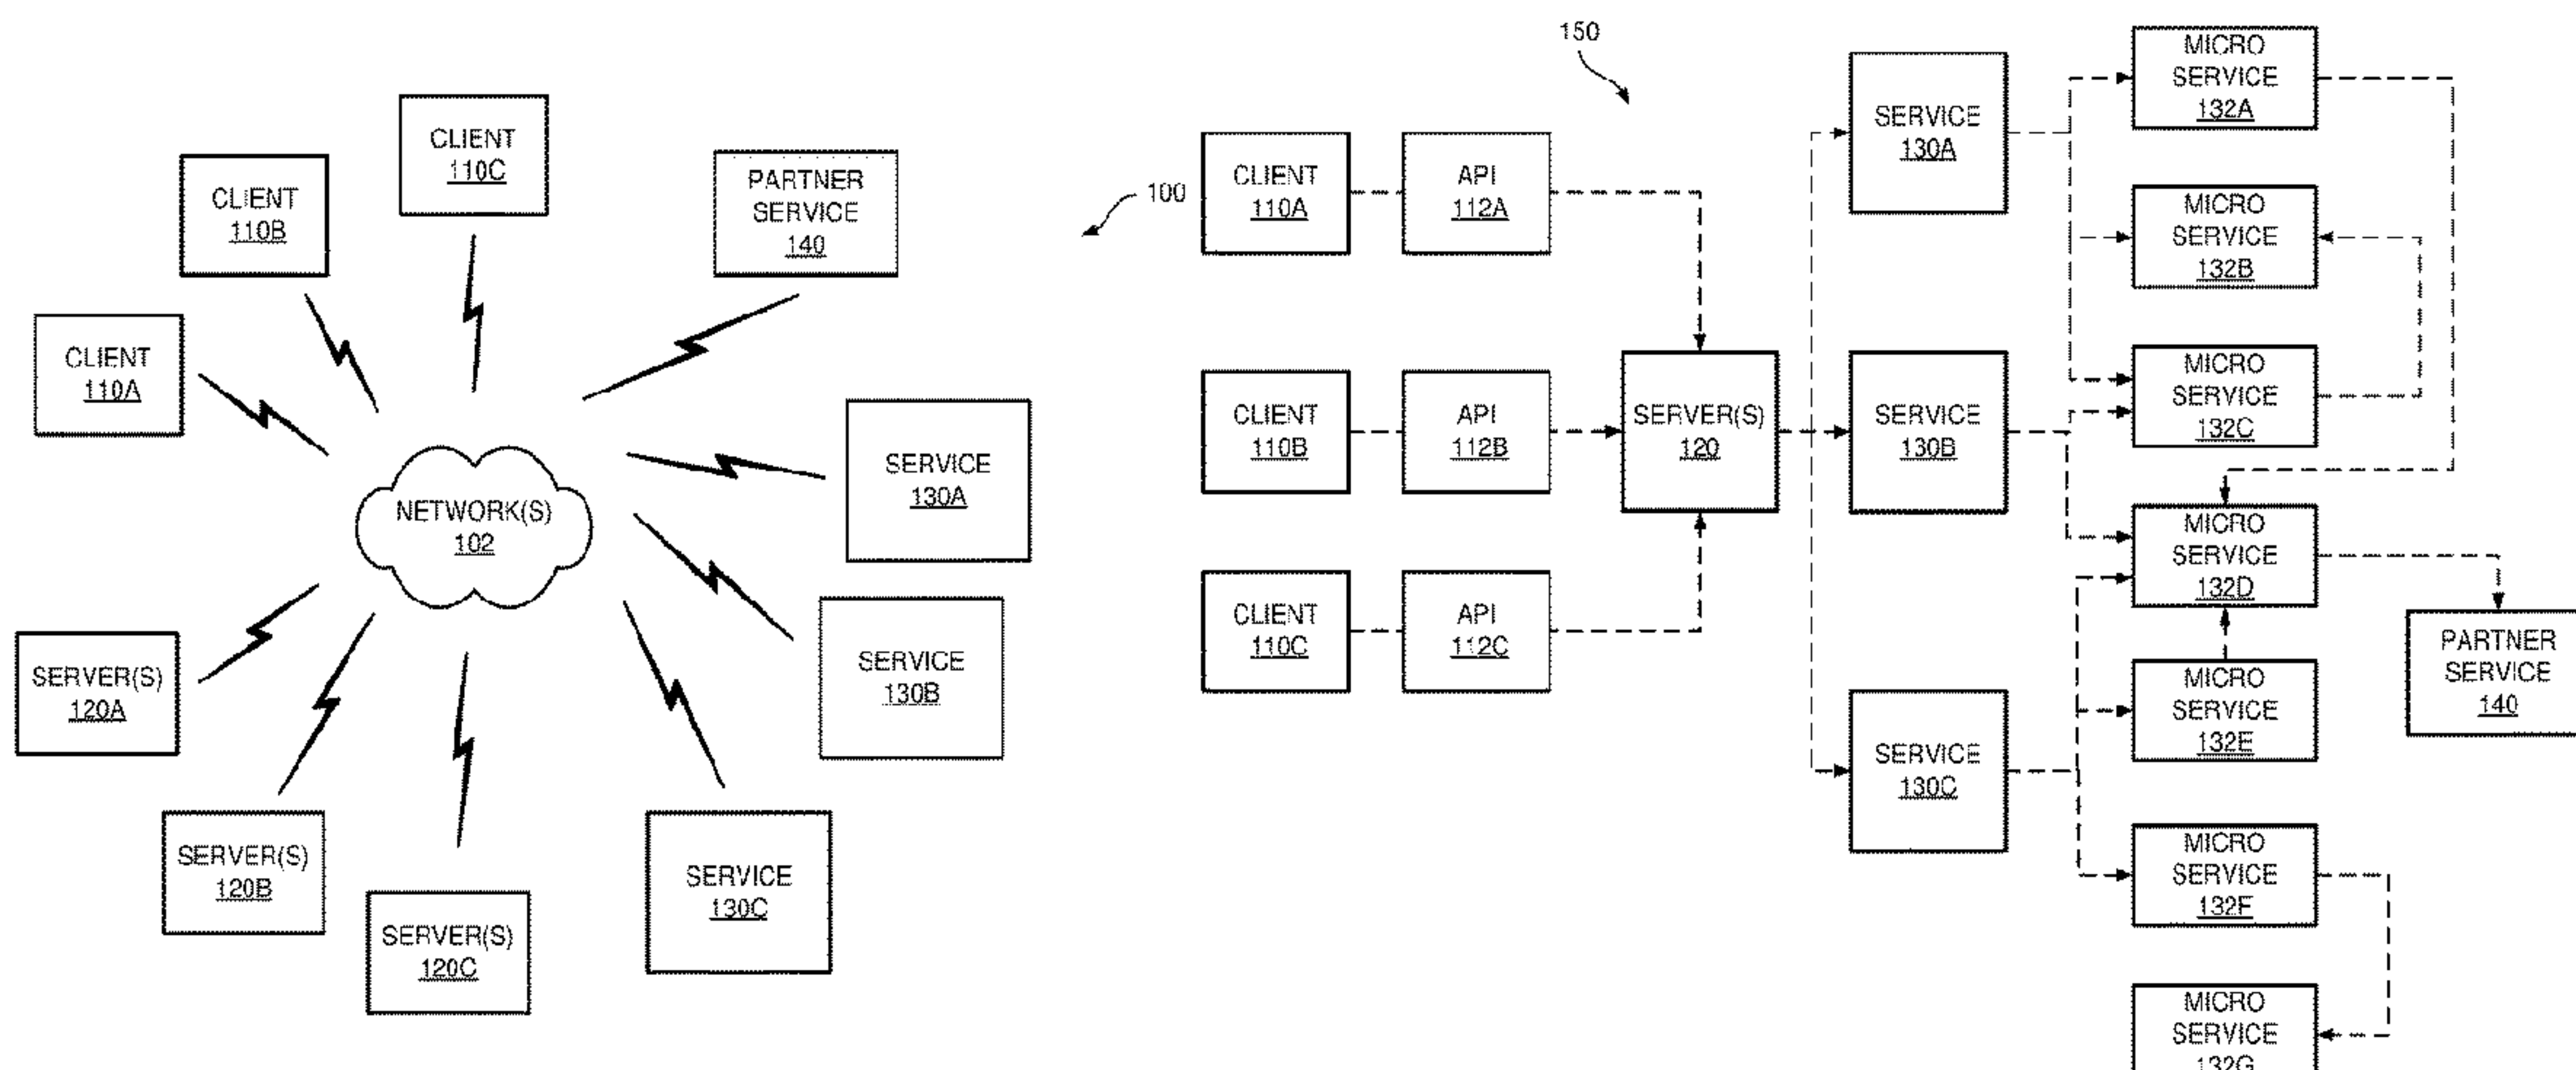 CLIENT
110C
CLIENT
110B
PARTNER
SERVICE
140
100
CLIENT
110A
SERVICE
130A
NETWORK(S)
102
SERVICE
130B
SERVER(S)
120A
SERVER(S)
120B
SERVICE
130C
SERVER(S)
120C
150
CLIENT
110A
API
112A
CLIENT
110B
API
112B
CLIENT
110C
API
112C
SERVER(S)
120
SERVICE
130A
SERVICE
130B
SERVICE
130C
MICRO
SERVICE
132A
MICRO
SERVICE
132B
MICRO
SERVICE
132C
MICRO
SERVICE
132D
MICRO
SERVICE
132E
MICRO
SERVICE
132F
MICRO
SERVICE
132G
PARTNER
SERVICE
140